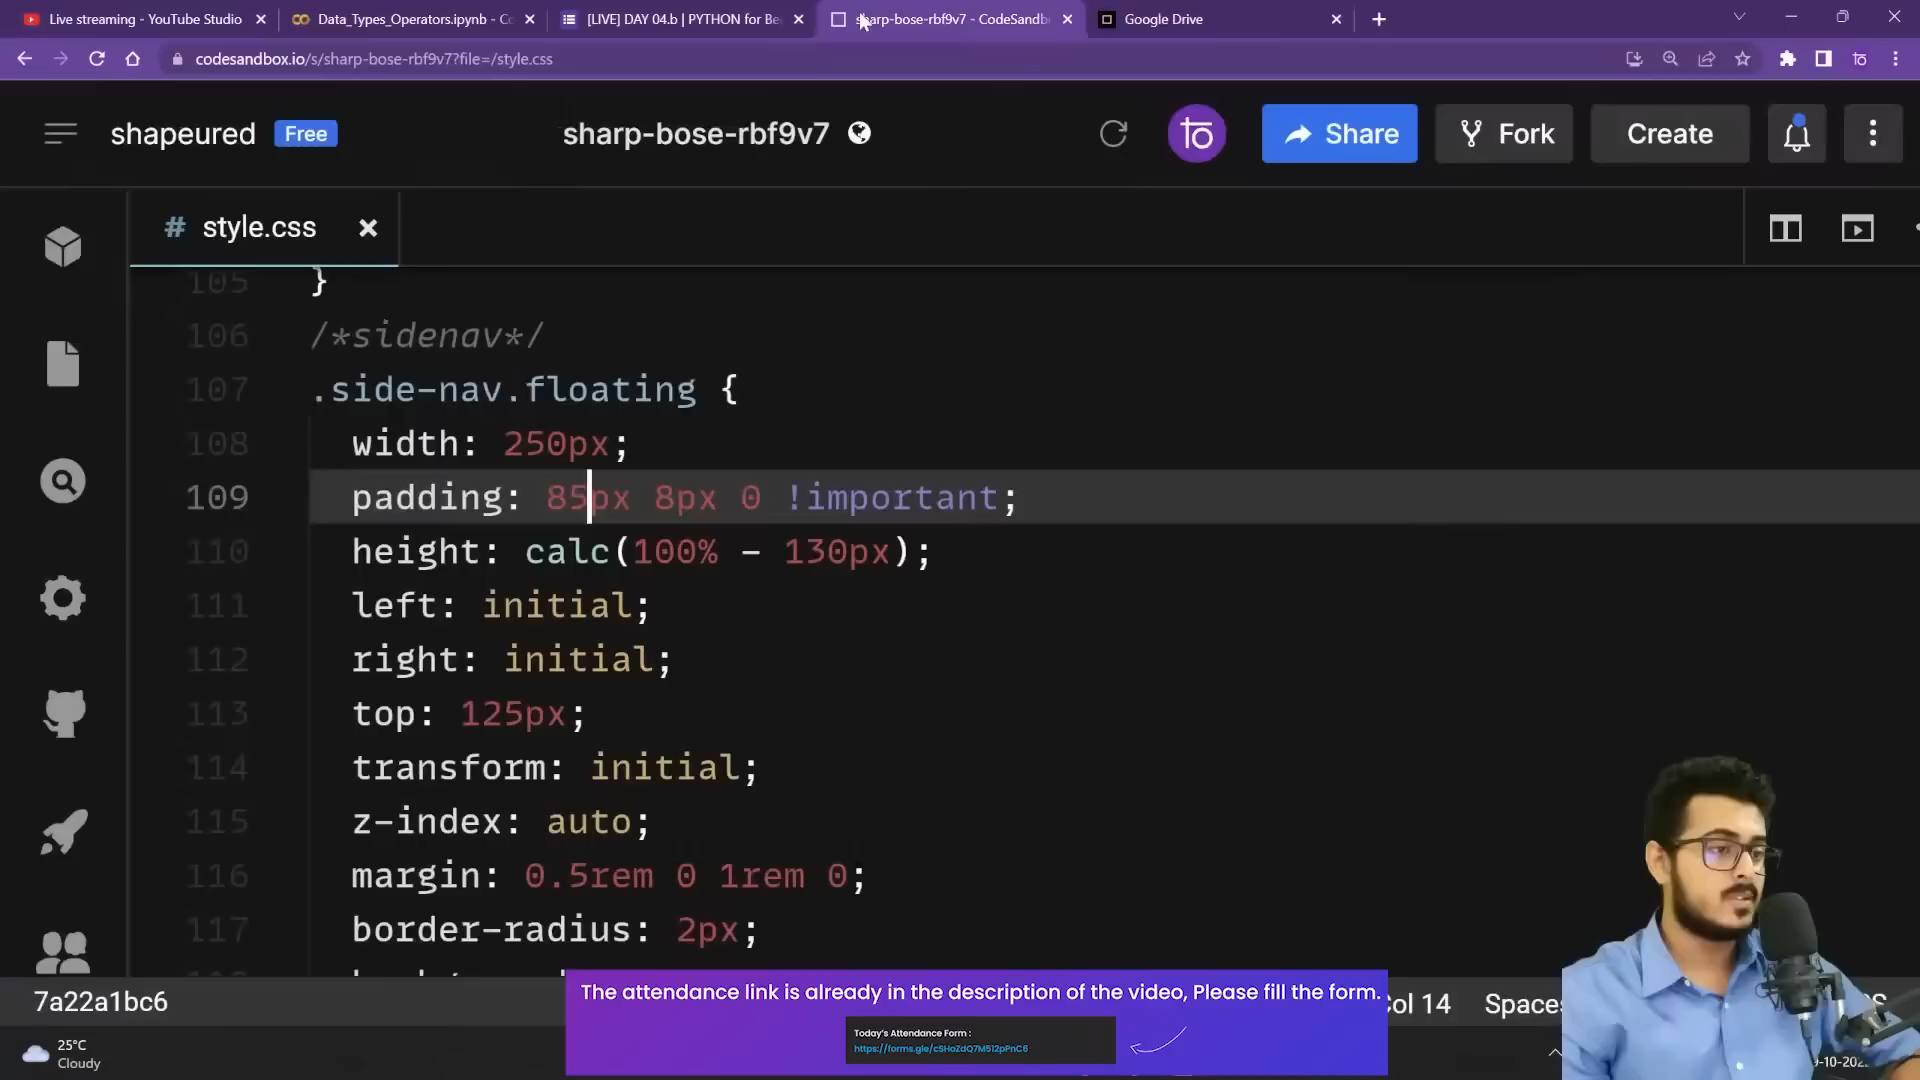 Live streaming - YouTube Studio
Data_Types_Operators.ipynb - Co
[LIVE] DAY 04.b | PYTHON for Be
sharp-bose-rbf9v7 - CodeSandb
Google Drive
codesandbox.io/s/sharp-bose-rbf9v7?file=/style.css
shapeured Free
sharp-bose-rbf9v7
Share
Fork
Create
# style.css
105 }
106 /*sidenav*/
107 .side-nav.floating {
108 width: 250px;
109 padding: 85px 8px 0 !important;
110 height: calc(100% - 130px);
111 left: initial;
112 right: initial;
113 top: 125px;
114 transform: initial;
115 z-index: auto;
116 margin: 0.5rem 0 1rem 0;
117 border-radius: 2px;
7a22a1bc6
Col 14
Spaces
The attendance link is already in the description of the video, Please fill the form.
Today's Attendance Form :
https://forms.gle/cSHoZdQ7M512pPnC6
25°C
Cloudy